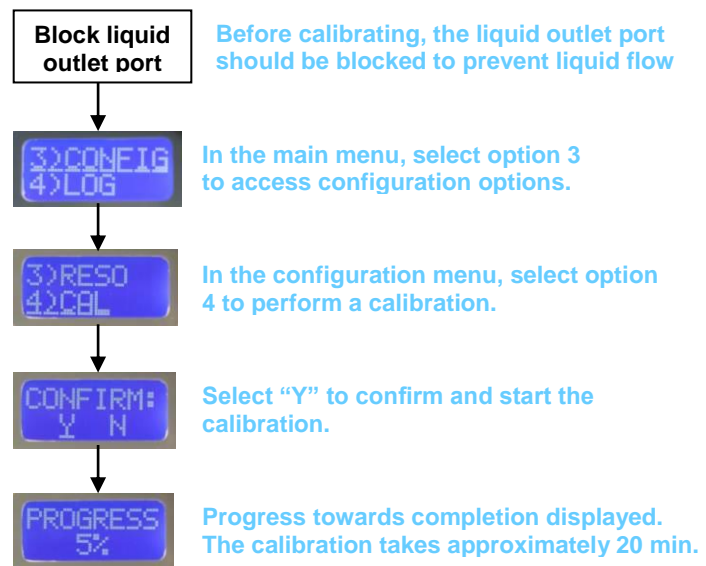 Block liquid
outlet port
Before calibrating, the liquid outlet port
should be blocked to prevent liquid flow
3)CONFIG
4)LOG
In the main menu, select option 3
to access configuration options.
3)RESO
4)CAL
In the configuration menu, select option
4 to perform a calibration.
CONFIRM:
Y N
Select “Y” to confirm and start the
calibration.
PROGRESS
5%
Progress towards completion displayed.
The calibration takes approximately 20 min.